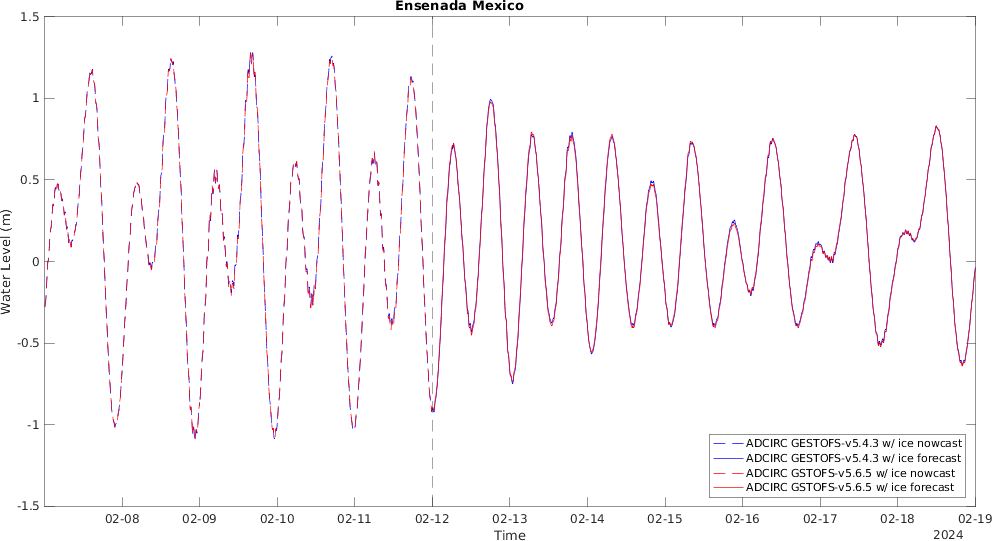 Ensenada Mexico
1.5
1
0.5
0
-0.5
-1
-1.5
Water Level (m)
02-08 02-09 02-10 02-11 02-12 02-13 02-14 02-15 02-16 02-17 02-18 02-19
Time
2024
ADCIRC GESTOFS-v5.4.3 w/ ice nowcast
ADCIRC GESTOFS-v5.4.3 w/ ice forecast
ADCIRC GSTOFS-v5.6.5 w/ ice nowcast
ADCIRC GSTOFS-v5.6.5 w/ ice forecast